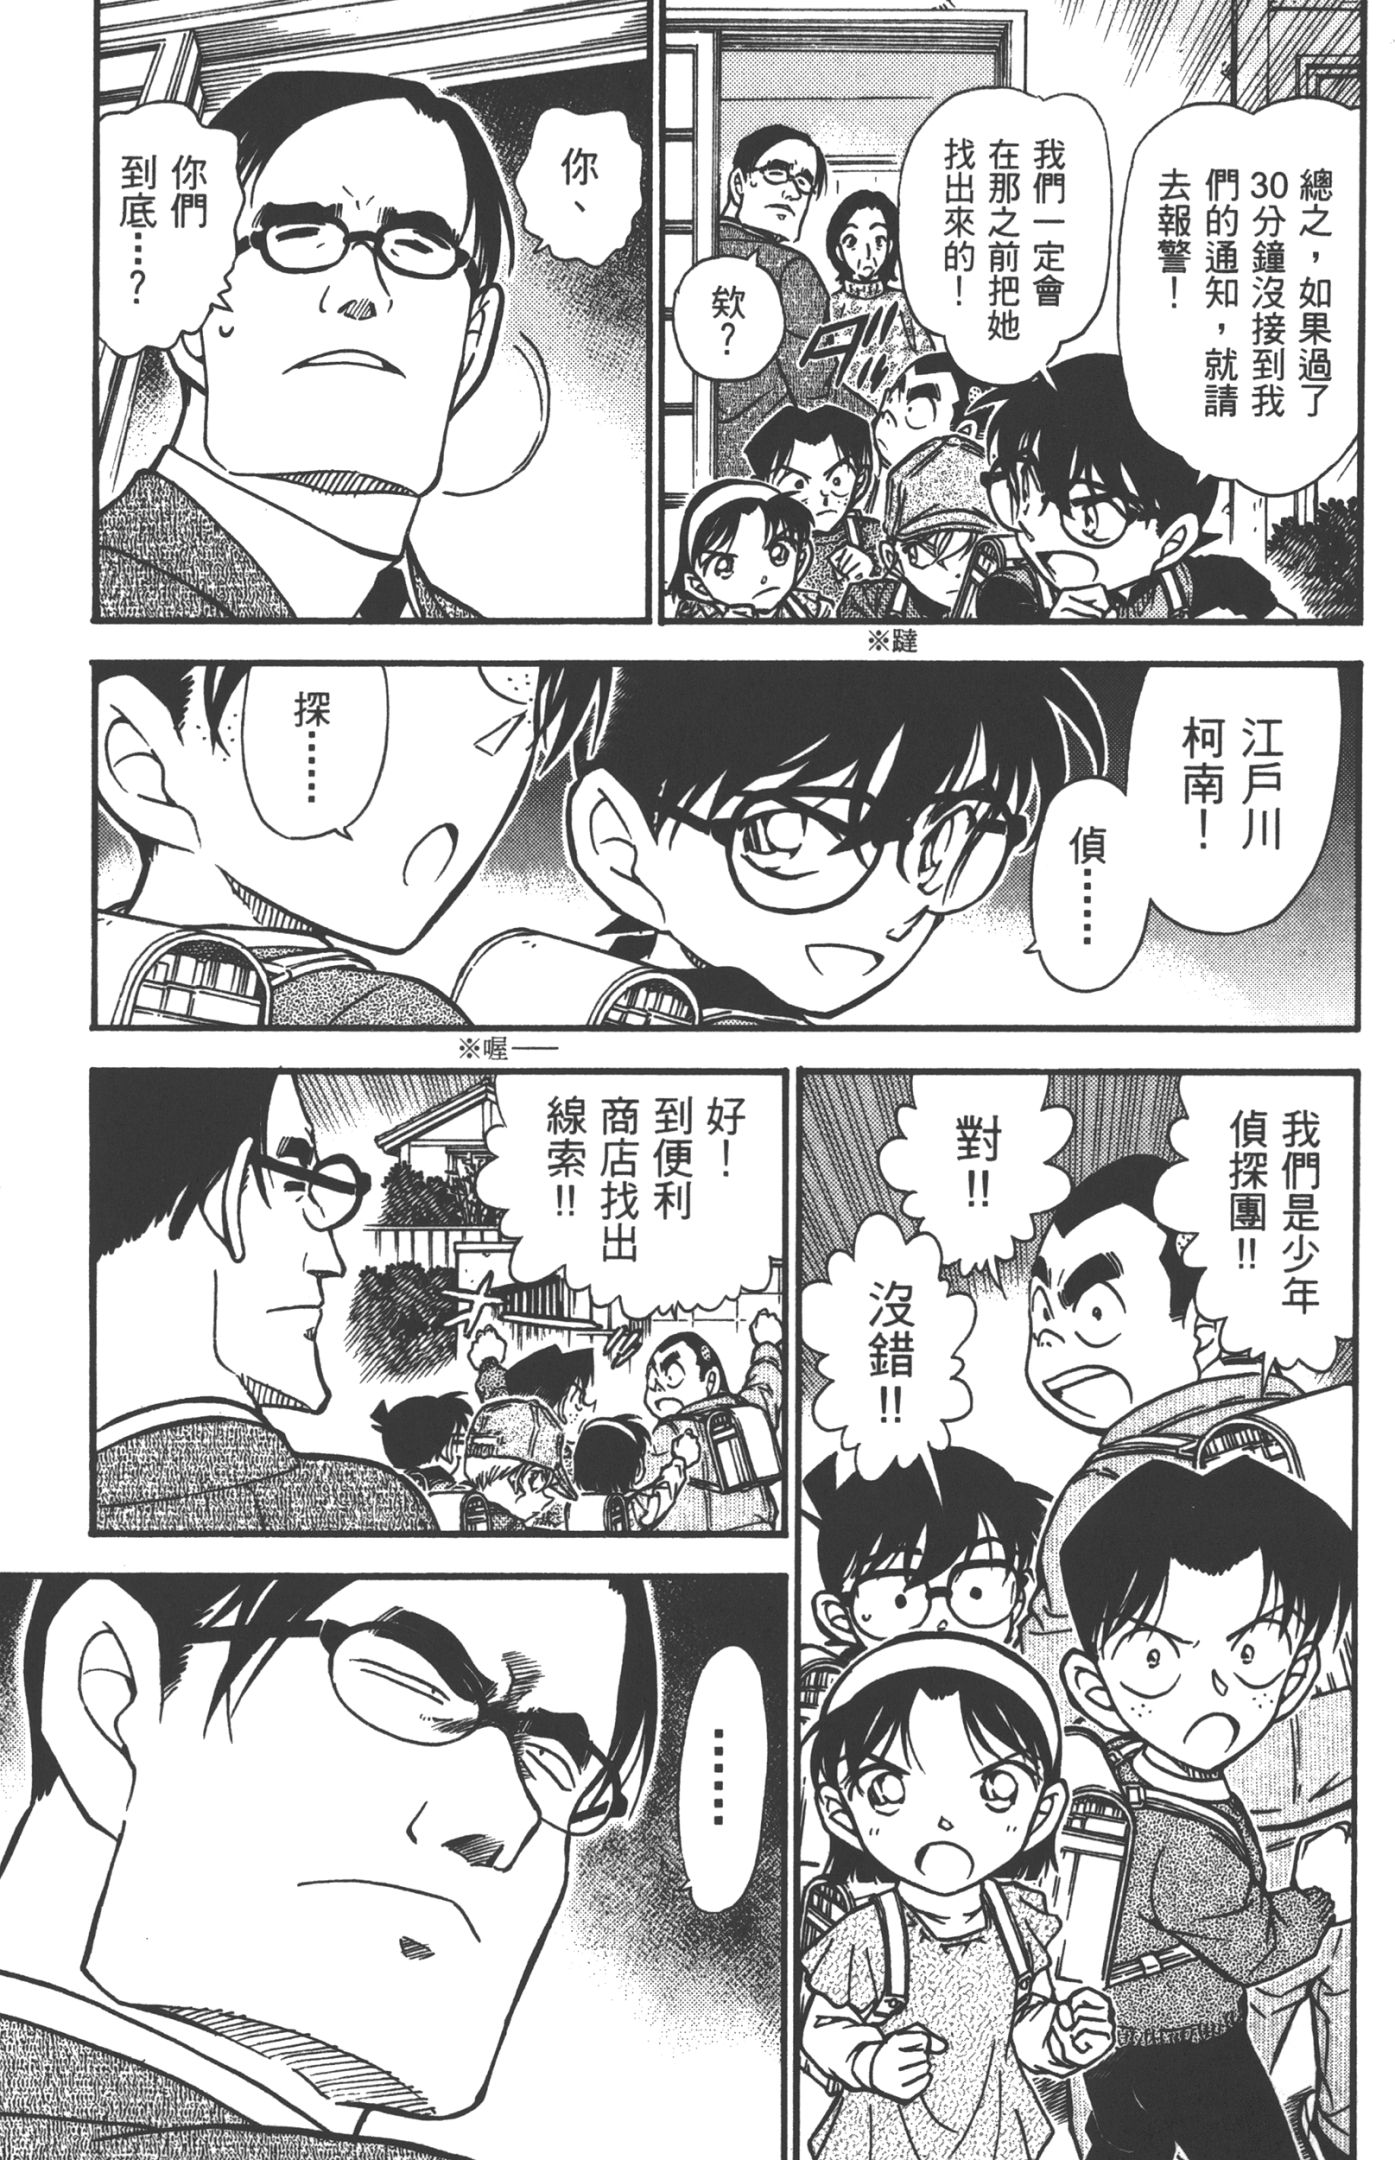 總之，如果過了
30分鐘沒接到我
們的通知，就請
去報警！
我們一定會
在那之前把她
找出來的！
欸？
ダッ
※躂
你、
你們
到底……？
江戶川
柯南！
偵……
探……
※喔──
我們是少年
偵探團!!
對!!
沒錯!!
好！
到便利
商店找出
線索!!
……